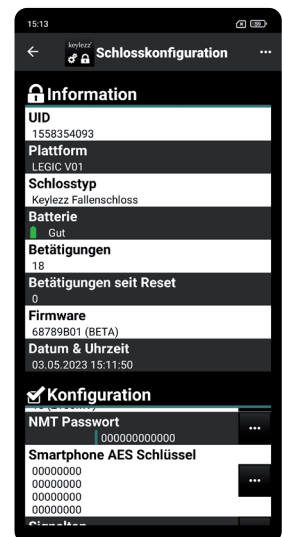 15:13
59
keylezz®
Schlosskonfiguration
Information
UID
1558354093
Plattform
LEGIC V01
Schlosstyp
Keylezz Fallenschloss
Batterie
Gut
Betätigungen
18
Betätigungen seit Reset
0
Firmware
68789B01 (BETA)
Datum & Uhrzeit
03.05.2023 15:11:50
Konfiguration
NMT Passwort
000000000000
Smartphone AES Schlüssel
00000000
00000000
00000000
00000000